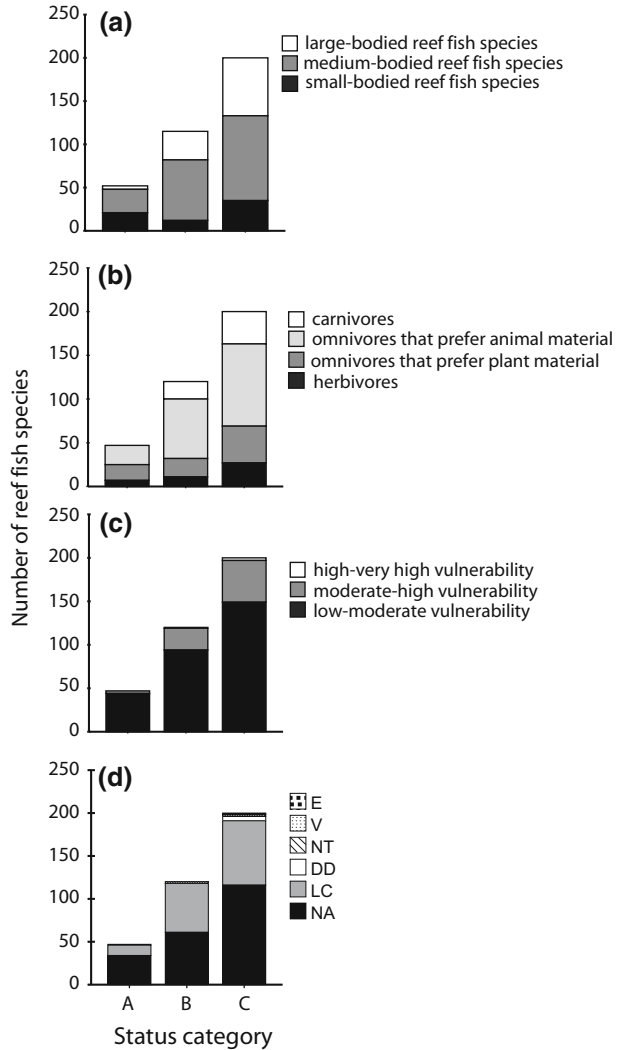 (a)
250
200
150
100
50
0
large-bodied reef fish species
medium-bodied reef fish species
small-bodied reef fish species
(b)
250
200
150
100
50
0
carnivores
omnivores that prefer animal material
omnivores that prefer plant material
herbivores
Number of reef fish species
(c)
250
200
150
100
50
0
high-very high vulnerability
moderate-high vulnerability
low-moderate vulnerability
(d)
250
200
150
100
50
0
E
V
NT
DD
LC
NA
A B C
Status category